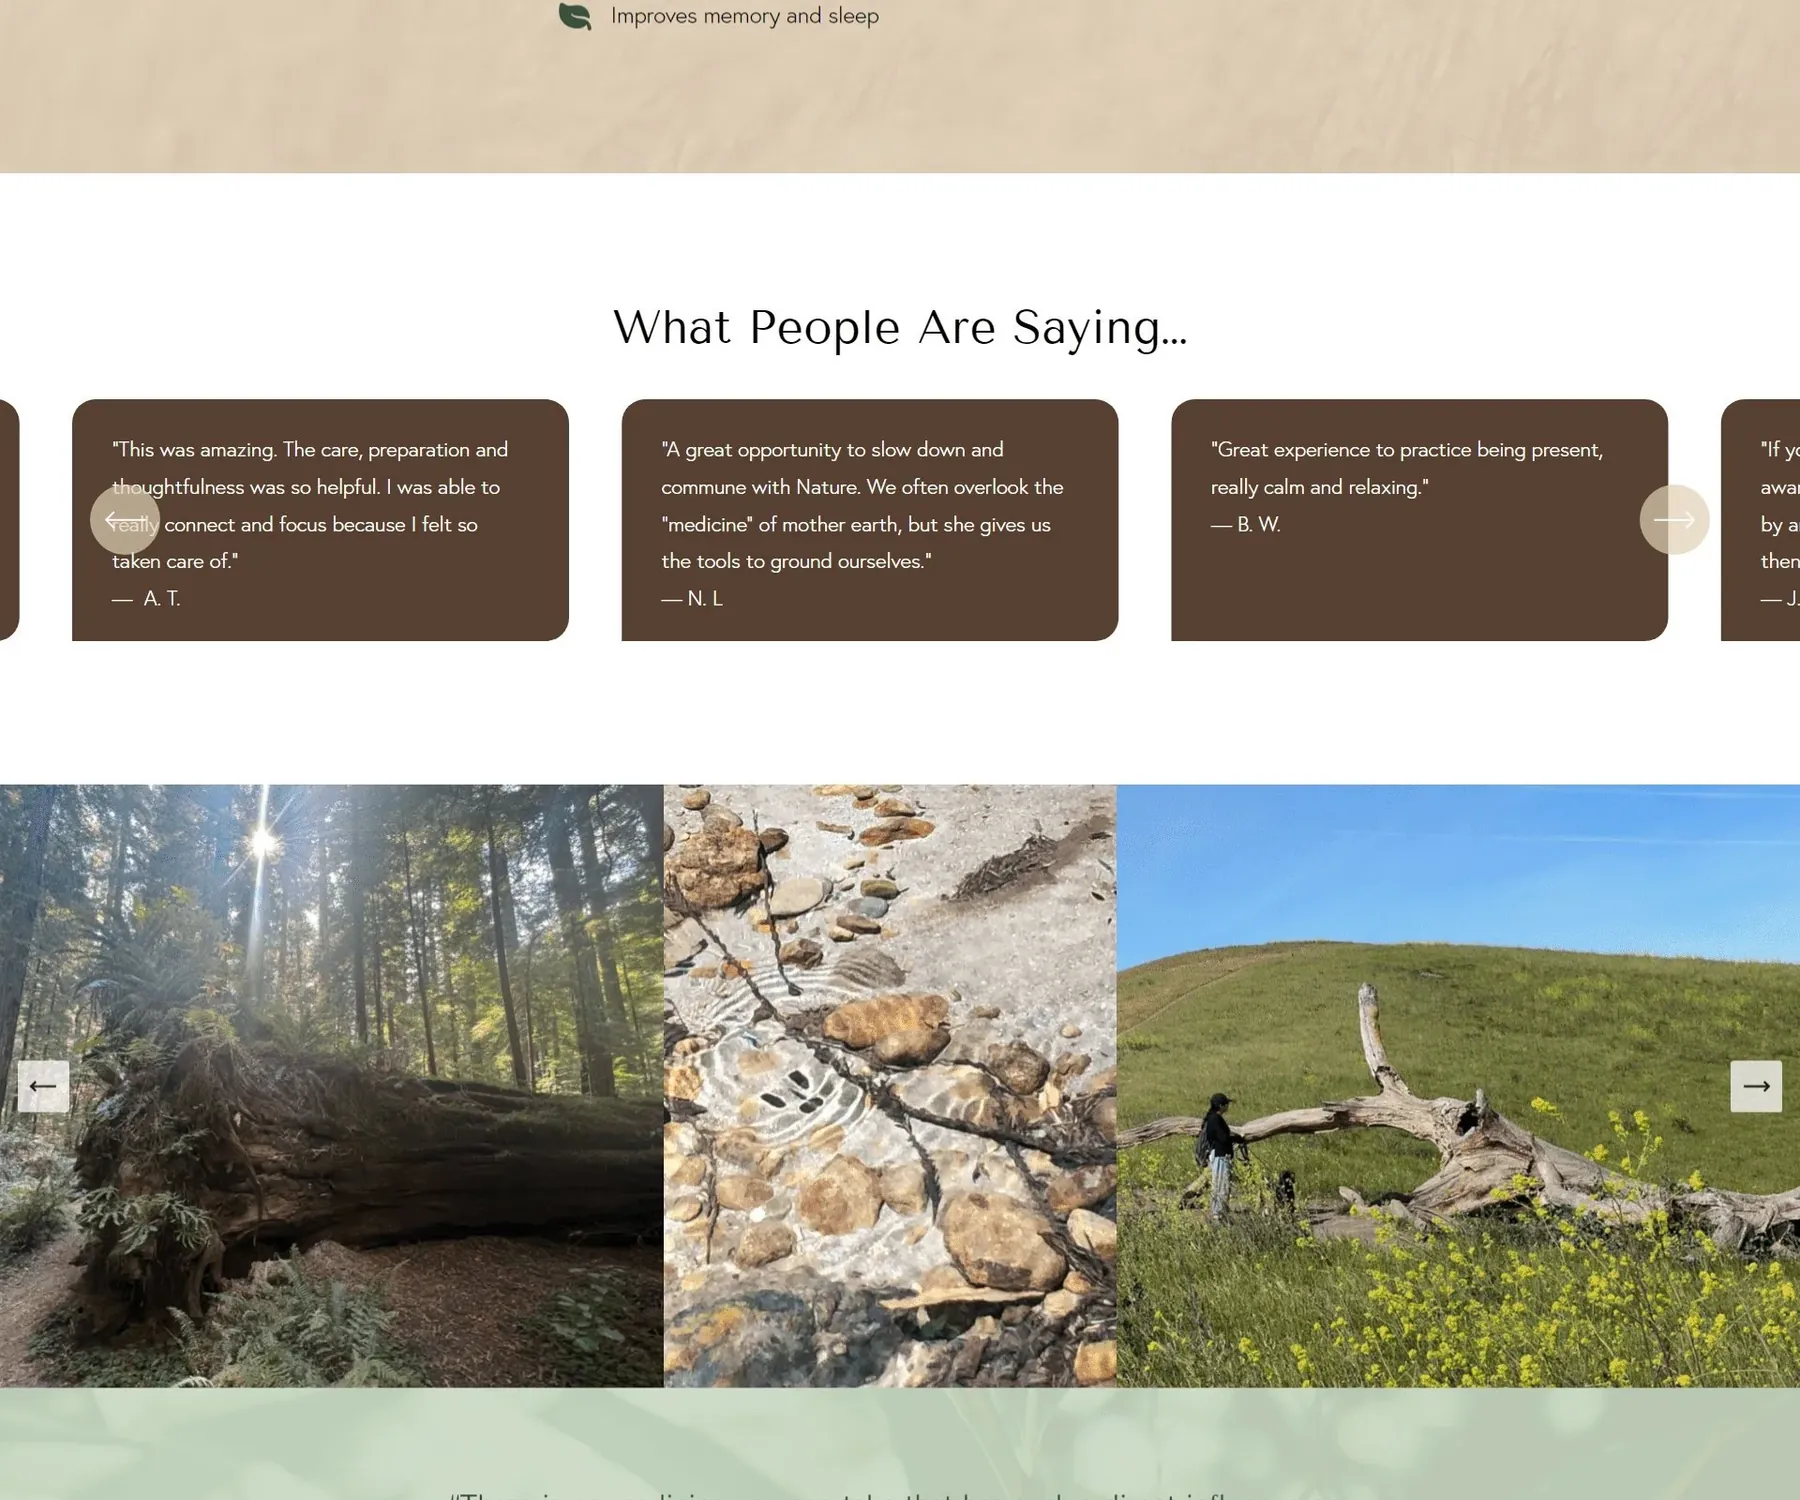 Improves memory and sleep
What People Are Saying...
"This was amazing. The care, preparation and
thoughtfulness was so helpful. I was able to
really connect and focus because I felt so
taken care of."
— A. T.
"A great opportunity to slow down and
commune with Nature. We often overlook the
"medicine" of mother earth, but she gives us
the tools to ground ourselves."
— N. L
"Great experience to practice being present,
really calm and relaxing."
— B. W.
"If
by
— J.